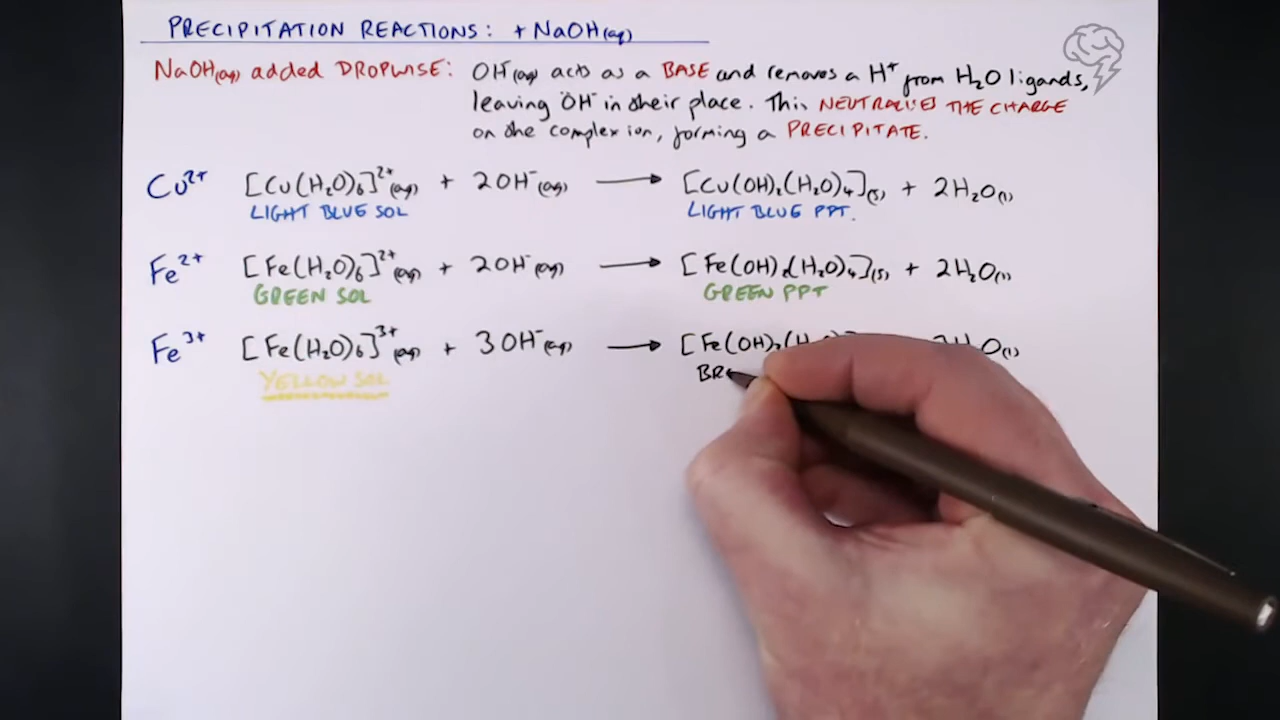 PRECIPITATION REACTIONS: + NaOH(aq)
NaOH(aq) added DROPWISE: OH⁻(aq) acts as a BASE and removes a H⁺ from H₂O ligands,
leaving OH⁻ in their place. This NEUTRALISES THE CHARGE
on the complex ion, forming a PRECIPITATE.
Cu²⁺ [Cu(H₂O)₆]²⁺(aq) + 2OH⁻(aq) ⟶ [Cu(OH)₂(H₂O)₄](s) + 2H₂O(l)
LIGHT BLUE SOL LIGHT BLUE PPT.
Fe²⁺ [Fe(H₂O)₆]²⁺(aq) + 2OH⁻(aq) ⟶ [Fe(OH)₂(H₂O)₄](s) + 2H₂O(l)
GREEN SOL GREEN PPT
Fe³⁺ [Fe(H₂O)₆]³⁺(aq) + 3OH⁻(aq) ⟶ [Fe(OH)₃(H₂O) H₂O(l)
YELLOW SOL BR